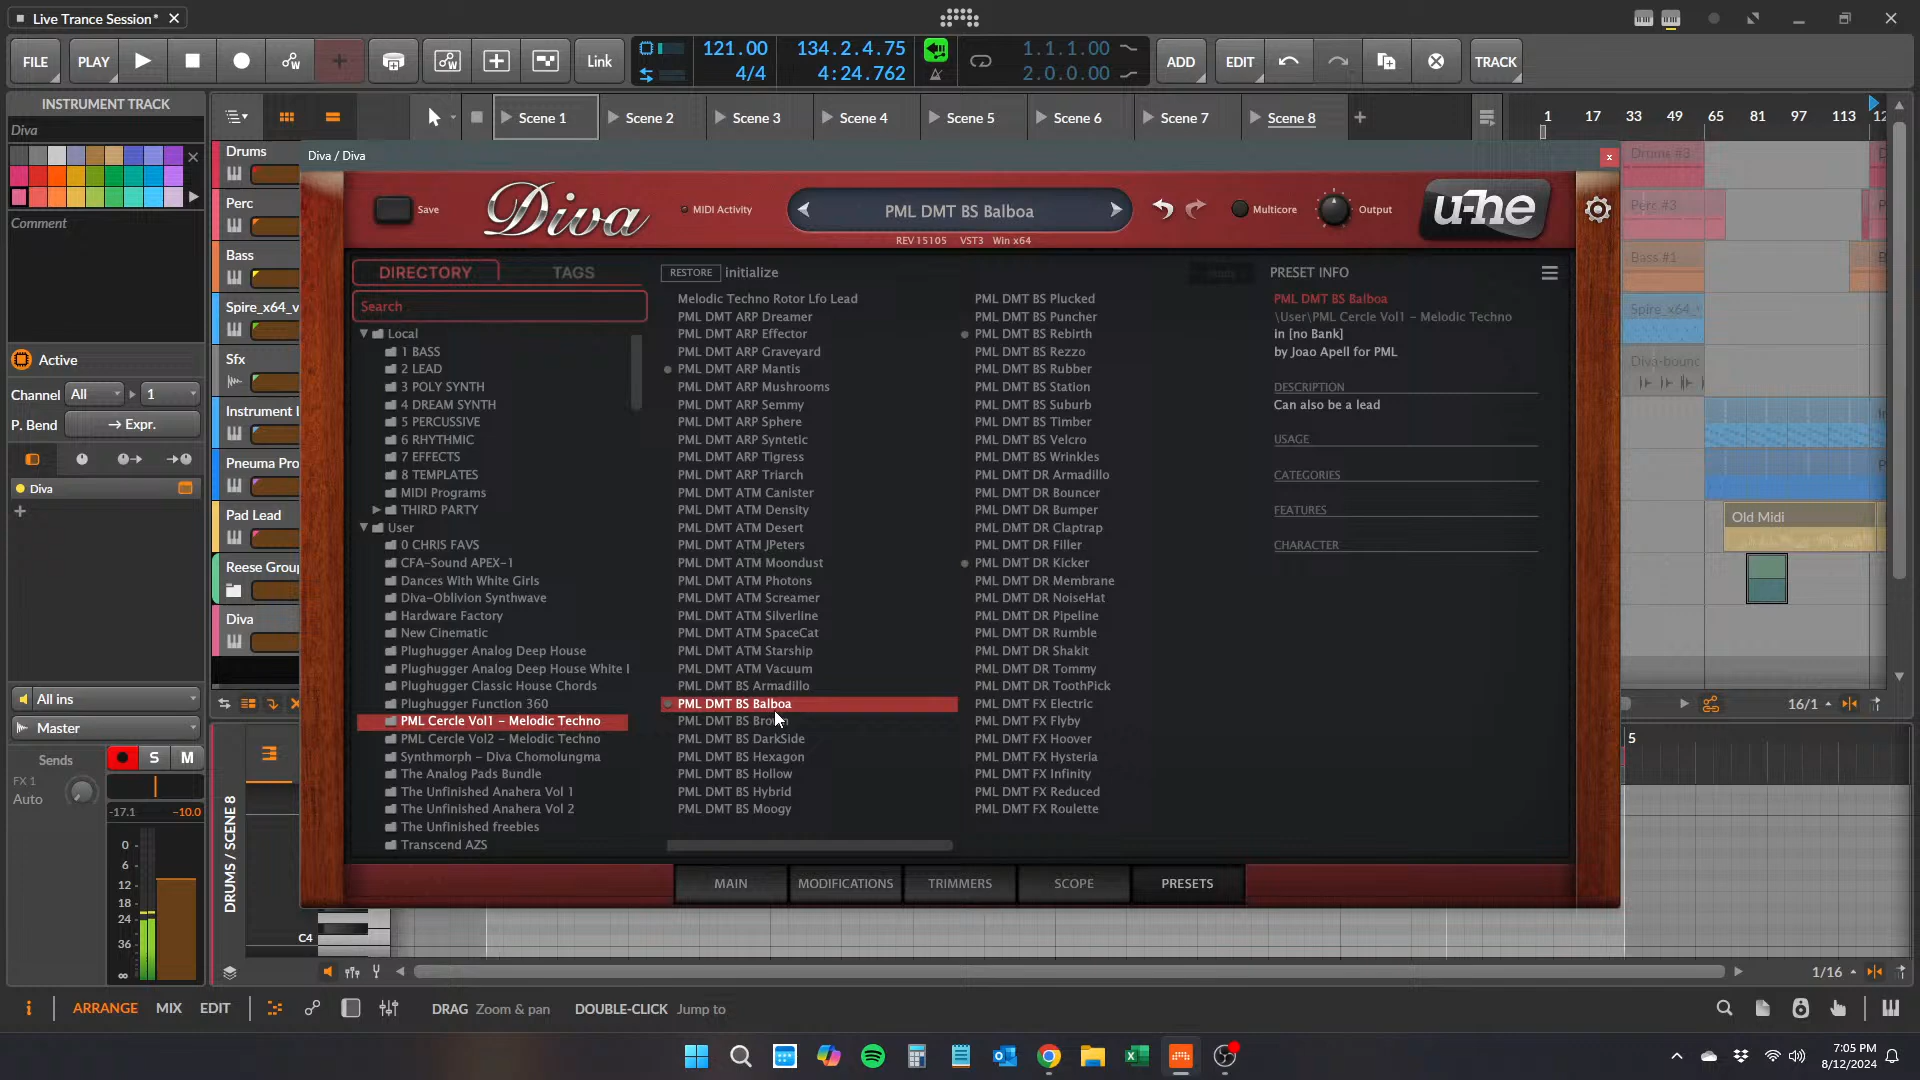 Live Trance Session*
FILE
PLAY
Link
121.00
4/4
134.2.4.75
4:24.762
1.1.1.00
2.0.0.00
ADD
EDIT
TRACK
INSTRUMENT TRACK
Diva
Comment
Active
Channel All 1
P. Bend → Expr.
Diva
All ins
Master
Sends
FX 1
Auto
S M
-17.1 -10.0
0
6
12
18
24
36
∞
Scene 1
Scene 2
Scene 3
Scene 4
Scene 5
Scene 6
Scene 7
Scene 8
1 17 33 49 65 81 97 113
Drums
Perc
Bass
Spire_x64_v
Sfx
Instrument L
Pneuma Pro
Pad Lead
Reese Group
Diva
Diva / Diva
Save
Diva
MIDI Activity
PML DMT BS Balboa
REV 15105 VST3 Win x64
Multicore
Output
u-he
DIRECTORY
TAGS
Search
Local
1 BASS
2 LEAD
3 POLY SYNTH
4 DREAM SYNTH
5 PERCUSSIVE
6 RHYTHMIC
7 EFFECTS
8 TEMPLATES
MIDI Programs
THIRD PARTY
User
0 CHRIS FAVS
CFA-Sound APEX-1
Dances With White Girls
Diva-Oblivion Synthwave
Hardware Factory
New Cinematic
Plughugger Analog Deep House
Plughugger Analog Deep House White I
Plughugger Classic House Chords
Plughugger Function 360
PML Cercle Vol1 - Melodic Techno
PML Cercle Vol2 - Melodic Techno
Synthmorph - Diva Chomolungma
The Analog Pads Bundle
The Unfinished Anahera Vol 1
The Unfinished Anahera Vol 2
The Unfinished freebies
Transcend AZS
RESTORE initialize
Melodic Techno Rotor Lfo Lead
PML DMT ARP Dreamer
PML DMT ARP Effector
PML DMT ARP Graveyard
PML DMT ARP Mantis
PML DMT ARP Mushrooms
PML DMT ARP Semmy
PML DMT ARP Sphere
PML DMT ARP Syntetic
PML DMT ARP Tigress
PML DMT ARP Triarch
PML DMT ATM Canister
PML DMT ATM Density
PML DMT ATM Desert
PML DMT ATM JPeters
PML DMT ATM Moondust
PML DMT ATM Photons
PML DMT ATM Screamer
PML DMT ATM Silverline
PML DMT ATM SpaceCat
PML DMT ATM Starship
PML DMT ATM Vacuum
PML DMT BS Armadillo
PML DMT BS Balboa
PML DMT BS
PML DMT BS DarkSide
PML DMT BS Hexagon
PML DMT BS Hollow
PML DMT BS Hybrid
PML DMT BS Moogy
PML DMT BS Plucked
PML DMT BS Puncher
PML DMT BS Rebirth
PML DMT BS Rezzo
PML DMT BS Rubber
PML DMT BS Station
PML DMT BS Suburb
PML DMT BS Timber
PML DMT BS Velcro
PML DMT BS Wrinkles
PML DMT DR Armadillo
PML DMT DR Bouncer
PML DMT DR Bumper
PML DMT DR Claptrap
PML DMT DR Filler
PML DMT DR Kicker
PML DMT DR Membrane
PML DMT DR NoiseHat
PML DMT DR Pipeline
PML DMT DR Rumble
PML DMT DR Shakit
PML DMT DR Tommy
PML DMT DR ToothPick
PML DMT FX Electric
PML DMT FX Flyby
PML DMT FX Hoover
PML DMT FX Hysteria
PML DMT FX Infinity
PML DMT FX Reduced
PML DMT FX Roulette
PRESET INFO
PML DMT BS Balboa
\User\PML Cercle Vol1 - Melodic Techno
in [no Bank]
by Joao Apell for PML
DESCRIPTION
Can also be a lead
USAGE
CATEGORIES
FEATURES
CHARACTER
MAIN
MODIFICATIONS
TRIMMERS
SCOPE
PRESETS
Drums #3
Perc #3
Bass #1
Spire_x64_v
Diva-bounc
Old Midi
16/1
5
DRUMS / SCENE 8
C4
1/16
ARRANGE
MIX
EDIT
DRAG Zoom & pan
DOUBLE-CLICK Jump to
7:05 PM
8/12/2024